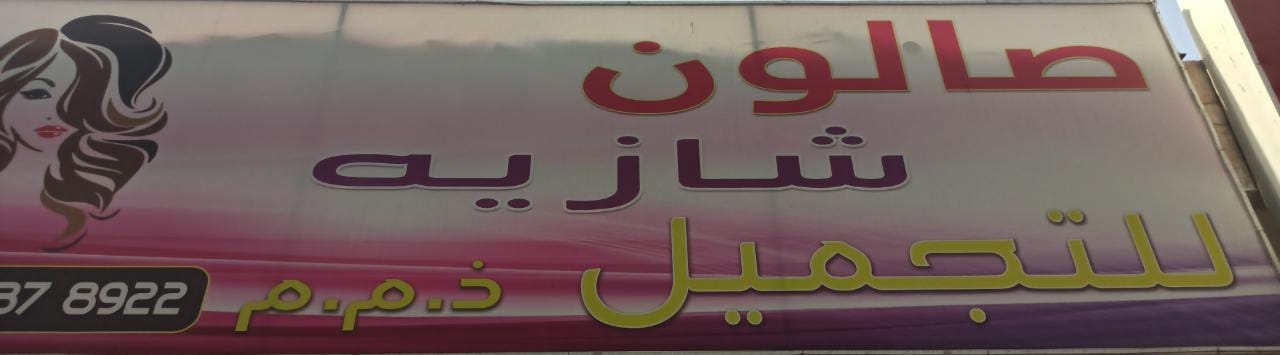 صالون
شازيه
للتجميل ذ.م.م
37 8922